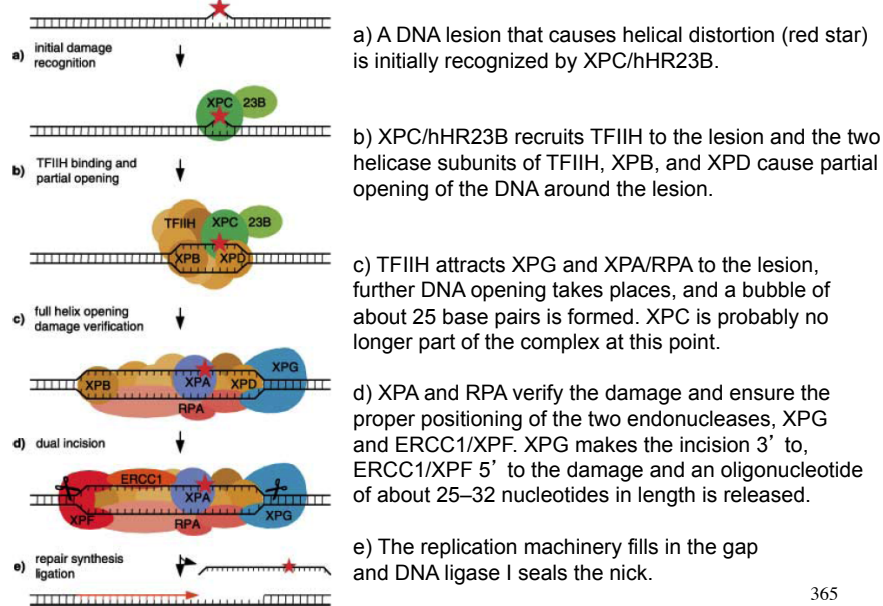 a) initial damage
recognition
a) A DNA lesion that causes helical distortion (red star)
is initially recognized by XPC/hHR23B.
XPC 23B
b) TFIIH binding and
partial opening
b) XPC/hHR23B recruits TFIIH to the lesion and the two
helicase subunits of TFIIH, XPB, and XPD cause partial
opening of the DNA around the lesion.
TFIIH XPC 23B
XPB XPD
c) full helix opening
damage verification
c) TFIIH attracts XPG and XPA/RPA to the lesion,
further DNA opening takes places, and a bubble of
about 25 base pairs is formed. XPC is probably no
longer part of the complex at this point.
XPB XPA XPD XPG
RPA
d) dual incision
d) XPA and RPA verify the damage and ensure the
proper positioning of the two endonucleases, XPG
and ERCC1/XPF. XPG makes the incision 3’ to,
ERCC1/XPF 5’ to the damage and an oligonucleotide
of about 25–32 nucleotides in length is released.
ERCC1
XPA
XPF RPA XPG
e) repair synthesis
ligation
e) The replication machinery fills in the gap
and DNA ligase I seals the nick.
365